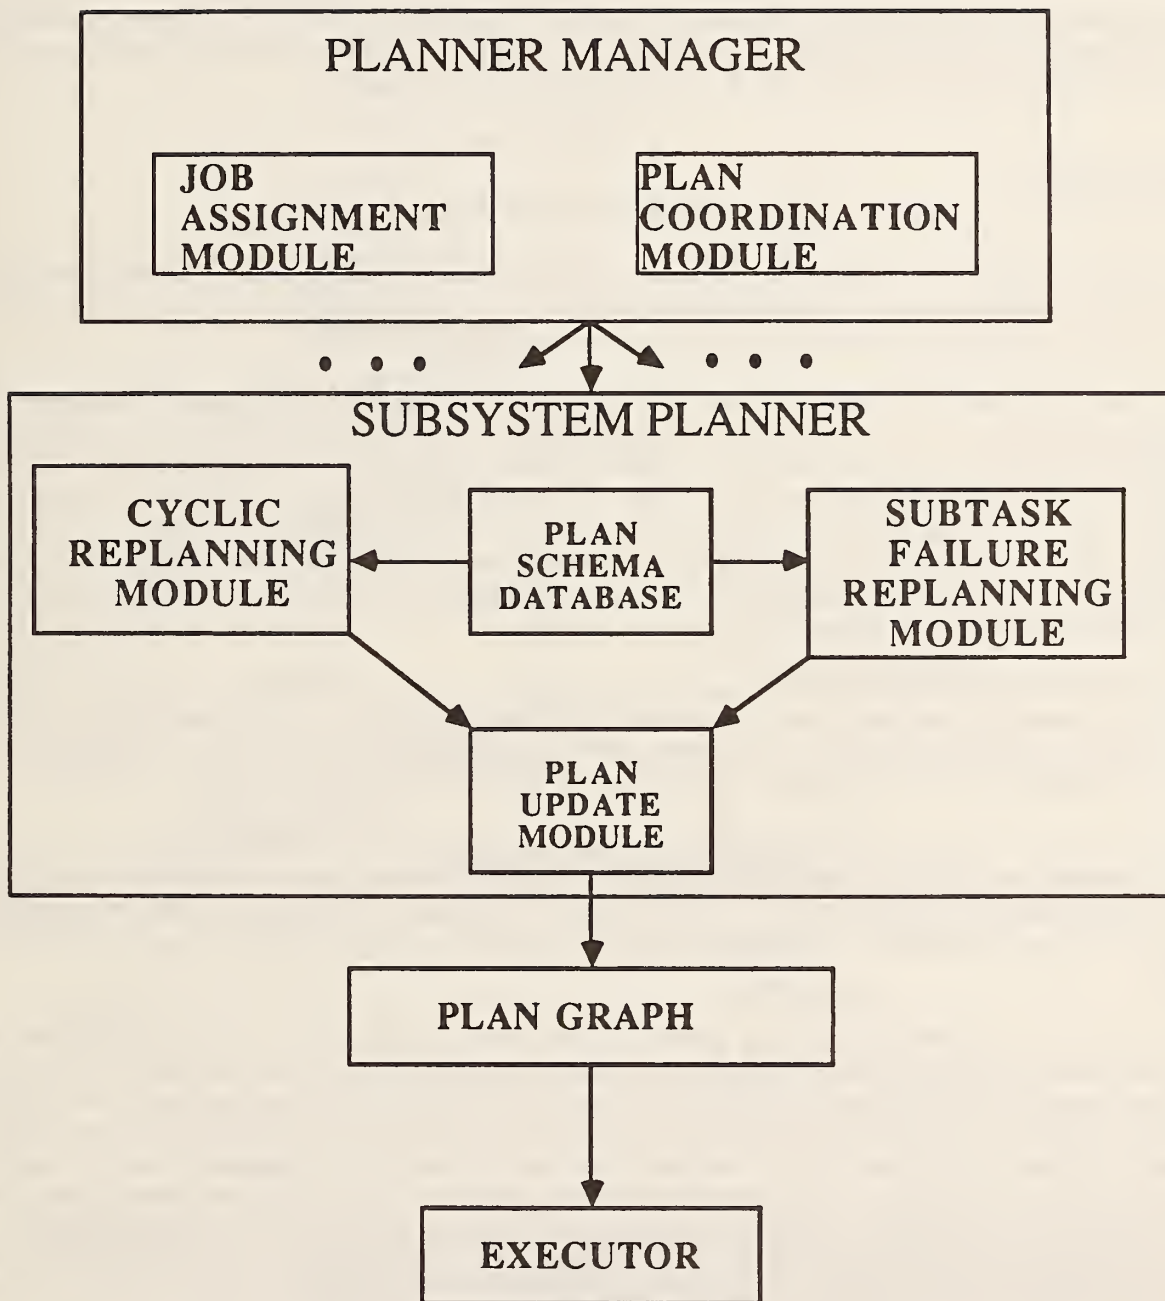 PLANNER MANAGER
JOB
ASSIGNMENT
MODULE
PLAN
COORDINATION
MODULE
SUBSYSTEM PLANNER
CYCLIC
REPLANNING
MODULE
PLAN
SCHEMA
DATABASE
SUBTASK
FAILURE
REPLANNING
MODULE
PLAN
UPDATE
MODULE
PLAN GRAPH
EXECUTOR